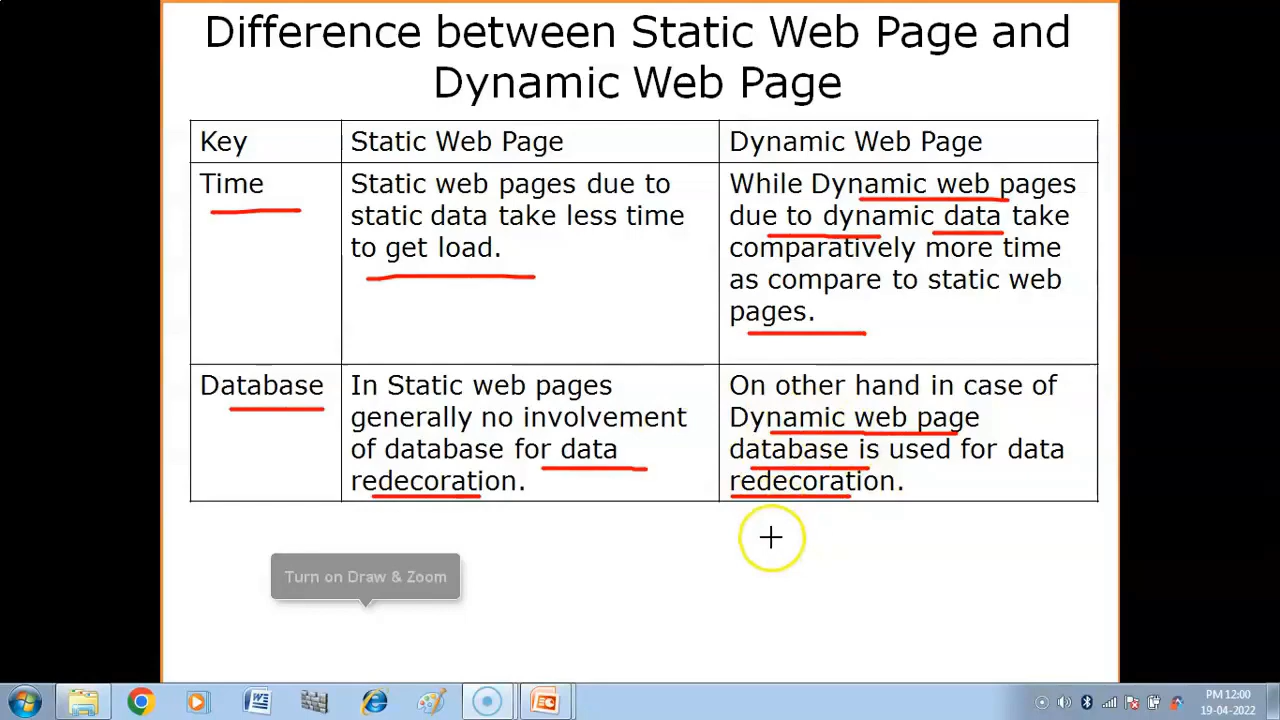 Difference between Static Web Page and
Dynamic Web Page
Key
Static Web Page
Dynamic Web Page
Time
Static web pages due to
static data take less time
to get load.
While Dynamic web pages
due to dynamic data take
comparatively more time
as compare to static web
pages.
Database
In Static web pages
generally no involvement
of database for data
redecoration.
On other hand in case of
Dynamic web page
database is used for data
redecoration.
Turn on Draw & Zoom
PM 12:00
19-04-2022